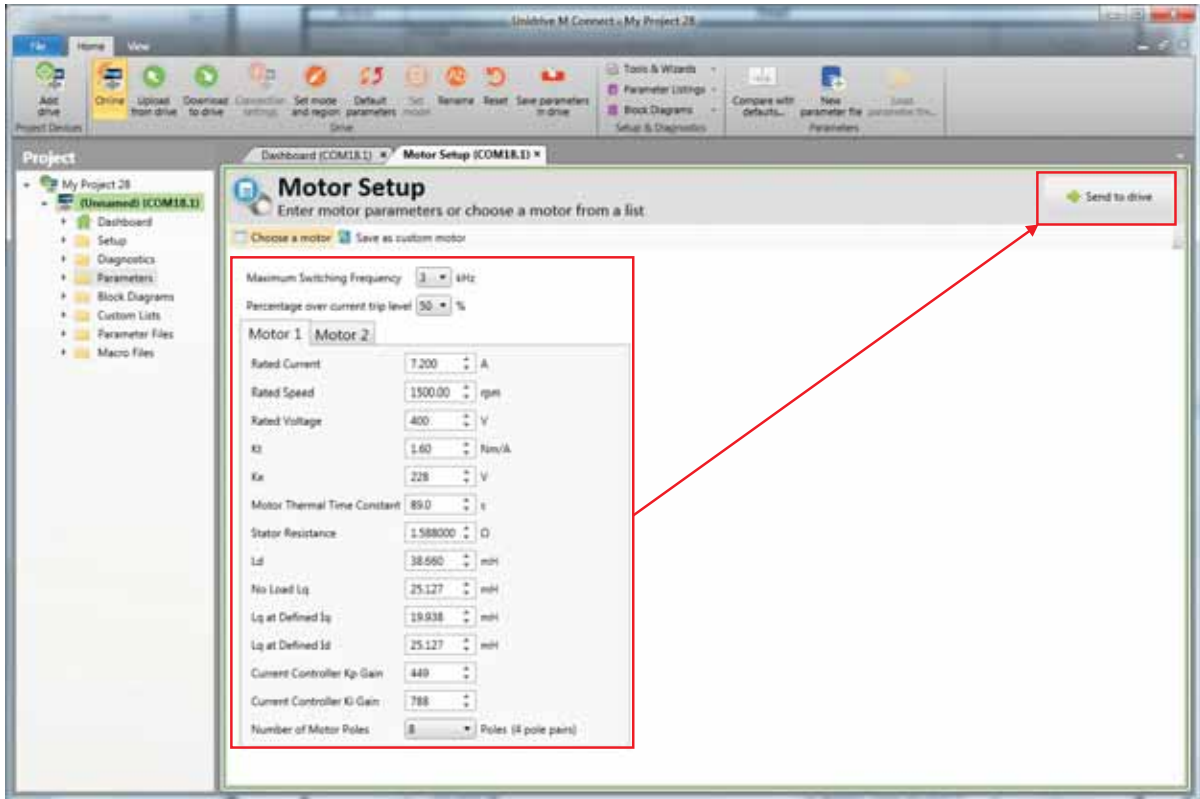 Unidrive M Connect - My Project 28
File Home View
Add drive
Online
Upload from drive
Download to drive
Connection settings
Set mode and region
Default parameters
Set
Rename
Reset
Save parameters in drive
Tools & Wizards
Parameter Listings
Block Diagrams
Compare with defaults...
New parameter file
Load parameter file...
Project Devices
Drive
Setup & Diagnostics
Parameters
Project
Dashboard (COM18.1) Motor Setup (COM18.1)
My Project 28
(Unnamed) (COM18.1)
Dashboard
Setup
Diagnostics
Parameters
Block Diagrams
Custom Lists
Parameter Files
Macro Files
Motor Setup
Enter motor parameters or choose a motor from a list
Send to drive
Choose a motor Save as custom motor
Maximum Switching Frequency 3 kHz
Percentage over current trip level 50 %
Motor 1 Motor 2
Rated Current 7.200 A
Rated Speed 1500.00 rpm
Rated Voltage 400 V
Kt 1.60 Nm/A
Ke 228 V
Motor Thermal Time Constant 89.0 s
Stator Resistance 1.588000 Ω
Ld 38.660 mH
No Load Lq 25.127 mH
Lq at Defined Iq 19.938 mH
Lq at Defined Id 25.127 mH
Current Controller Kp Gain 449
Current Controller Ki Gain 788
Number of Motor Poles 8 Poles (4 pole pairs)